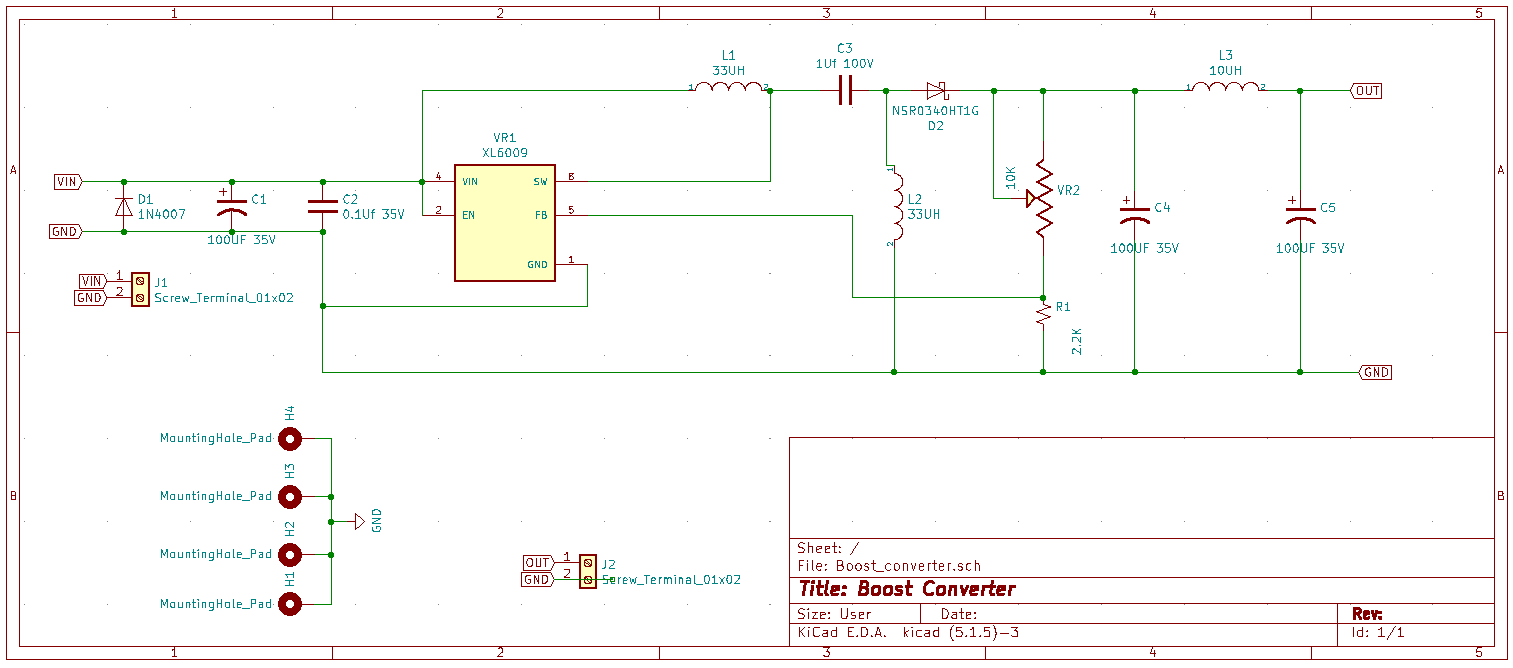 1 2 3 4 5
L1
33UH
C3
1Uf 100V
L3
10UH
1 2
1 2
OUT
NSR0340HT1G
D2
VR1
XL6009
A A
VIN
4 VIN SW 8
D1
1N4007
+ C1
100UF 35V
C2
0.1Uf 35V
2 EN FB 5
GND
GND 1
1
L2
33UH
2
10K
VR2
+ C4
100UF 35V
+ C5
100UF 35V
VIN 1 J1
GND 2 Screw_Terminal_01x02
R1
2.2K
GND
H4
MountingHole_Pad
H3
MountingHole_Pad
B B
GND
H2
MountingHole_Pad
H1
MountingHole_Pad
OUT 1 J2
GND 2 Screw_Terminal_01x02
Sheet: /
File: Boost_converter.sch
Title: Boost Converter
Size: User Date: Rev:
KiCad E.D.A. kicad (5.1.5)-3 Id: 1/1
1 2 3 4 5